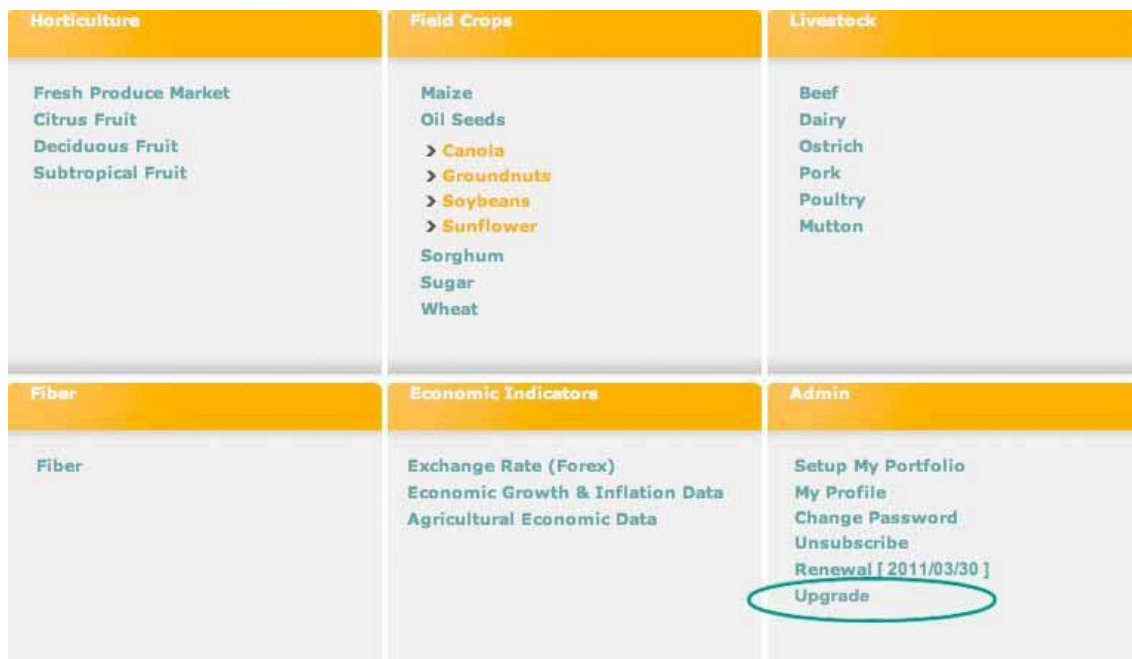 Horticulture
Fresh Produce Market
Citrus Fruit
Deciduous Fruit
Subtropical Fruit
Field Crops
Maize
Oil Seeds
Canola
Groundnuts
Soybeans
Sunflower
Sorghum
Sugar
Wheat
Livestock
Beef
Dairy
Ostrich
Pork
Poultry
Mutton
Fiber
Fiber
Economic Indicators
Exchange Rate (Forex)
Economic Growth & Inflation Data
Agricultural Economic Data
Admin
Setup My Portfolio
My Profile
Change Password
Unsubscribe
Renewal [ 2011/03/30 ]
Upgrade